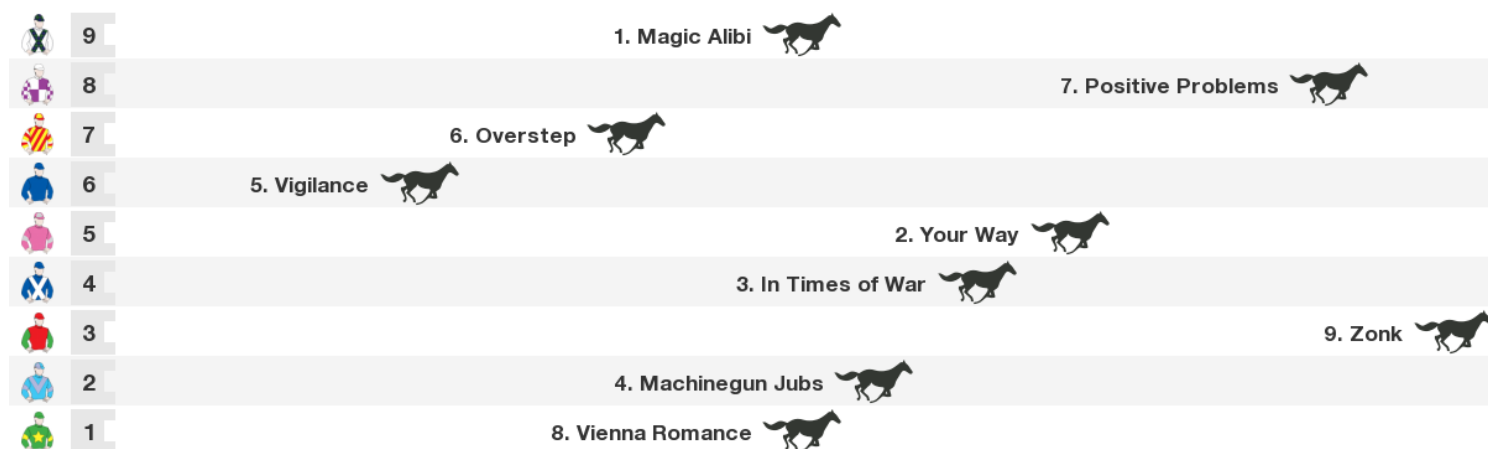 9 1. Magic Alibi
8 7. Positive Problems
7 6. Overstep
6 5. Vigilance
5 2. Your Way
4 3. In Times of War
3 9. Zonk
2 4. Machinegun Jubs
1 8. Vienna Romance